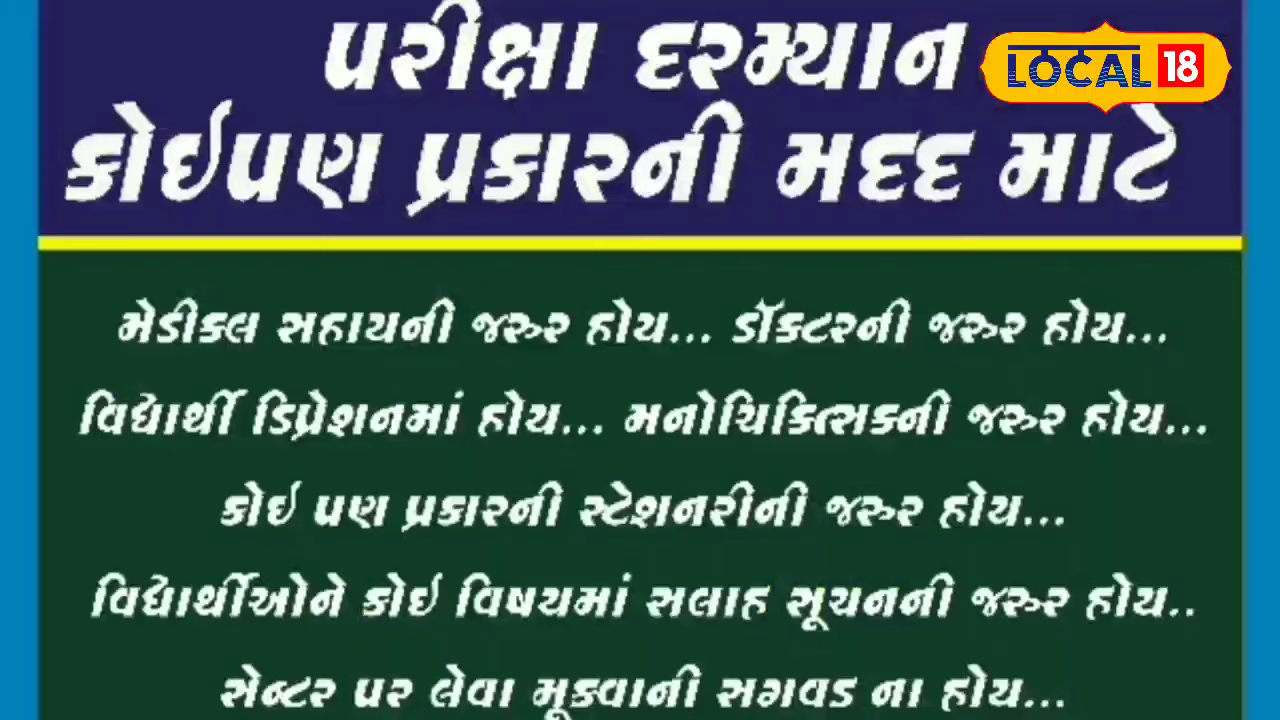 પરીક્ષા દરમ્યાન
LOCAL 18
કોઇપણ પ્રકારની મદદ માટે
મેડીકલ સહાયની જરુર હોય... ડૉક્ટરની જરુર હોય...
વિદ્યાર્થી ડિપ્રેશનમાં હોય... મનોચિકિત્સકની જરુર હોય...
કોઇ પણ પ્રકારની સ્ટેશનરીની જરુર હોય...
વિદ્યાર્થીઓને કોઇ વિષયમાં સલાહ સૂચનની જરુર હોય..
સેન્ટર પર લેવા મૂકવાની સગવડ ના હોય...